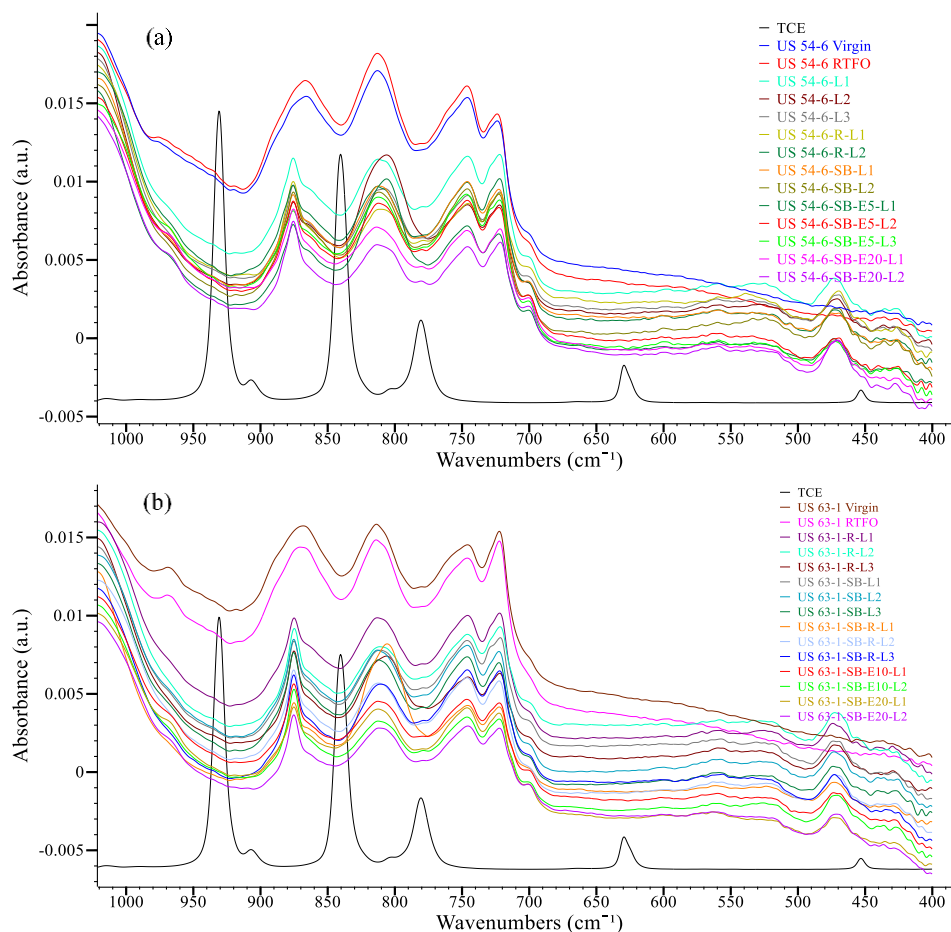 (a)
TCE
US 54-6 Virgin
US 54-6 RTFO
US 54-6-L1
US 54-6-L2
US 54-6-L3
US 54-6-R-L1
US 54-6-R-L2
US 54-6-SB-L1
US 54-6-SB-L2
US 54-6-SB-E5-L1
US 54-6-SB-E5-L2
US 54-6-SB-E5-L3
US 54-6-SB-E20-L1
US 54-6-SB-E20-L2
Absorbance (a.u.)
0.015
0.010
0.005
0
-0.005
1000 950 900 850 800 750 700 650 600 550 500 450 400
Wavenumbers (cm⁻¹)
(b)
TCE
US 63-1 Virgin
US 63-1 RTFO
US 63-1-R-L1
US 63-1-R-L2
US 63-1-R-L3
US 63-1-SB-L1
US 63-1-SB-L2
US 63-1-SB-L3
US 63-1-SB-R-L1
US 63-1-SB-R-L2
US 63-1-SB-R-L3
US 63-1-SB-E10-L1
US 63-1-SB-E10-L2
US 63-1-SB-E20-L1
US 63-1-SB-E20-L2
Absorbance (a.u.)
0.015
0.010
0.005
0
-0.005
1000 950 900 850 800 750 700 650 600 550 500 450 400
Wavenumbers (cm⁻¹)